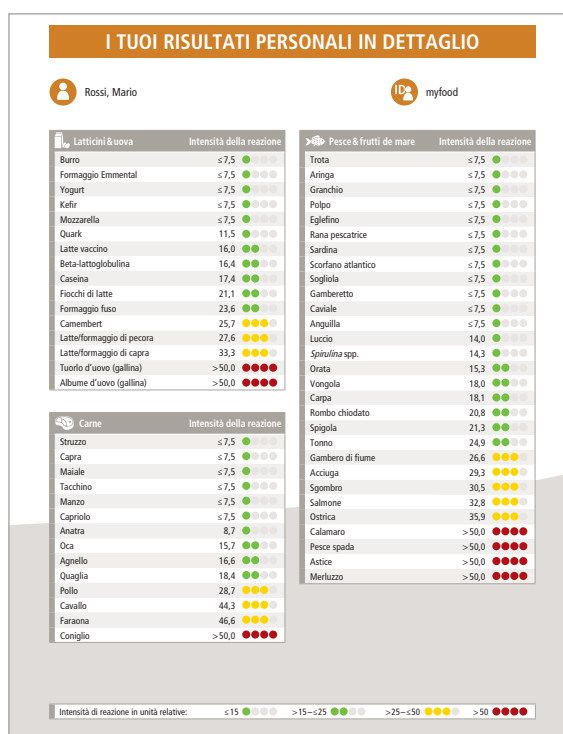 I TUOI RISULTATI PERSONALI IN DETTAGLIO
Rossi, Mario
ID
myfood
Latticini & uova Intensità della reazione
Burro ≤ 7,5
Formaggio Emmental ≤ 7,5
Yogurt ≤ 7,5
Kefir ≤ 7,5
Mozzarella ≤ 7,5
Quark 11,5
Latte vaccino 16,0
Beta-lattoglobulina 16,4
Caseina 17,4
Fiocchi di latte 21,1
Formaggio fuso 23,6
Camembert 25,7
Latte/formaggio di pecora 27,6
Latte/formaggio di capra 33,3
Tuorlo d'uovo (gallina) > 50,0
Albume d'uovo (gallina) > 50,0
Carne Intensità della reazione
Struzzo ≤ 7,5
Capra ≤ 7,5
Maiale ≤ 7,5
Tacchino ≤ 7,5
Manzo ≤ 7,5
Capriolo ≤ 7,5
Anatra 8,7
Oca 15,7
Agnello 16,6
Quaglia 18,4
Pollo 28,7
Cavallo 44,3
Faraona 46,6
Coniglio > 50,0
Pesce & frutti de mare Intensità della reazione
Trota ≤ 7,5
Aringa ≤ 7,5
Granchio ≤ 7,5
Polpo ≤ 7,5
Eglefino ≤ 7,5
Rana pescatrice ≤ 7,5
Sardina ≤ 7,5
Scorfano atlantico ≤ 7,5
Sogliola ≤ 7,5
Gamberetto ≤ 7,5
Caviale ≤ 7,5
Anguilla ≤ 7,5
Luccio 14,0
Spirulina spp. 14,3
Orata 15,3
Vongola 18,0
Carpa 18,1
Rombo chiodato 20,8
Spigola 21,3
Tonno 24,9
Gambero di fiume 26,6
Acciuga 29,3
Sgombro 30,5
Salmone 32,8
Ostrica 35,9
Calamaro > 50,0
Pesce spada > 50,0
Astice > 50,0
Merluzzo > 50,0
Intensità di reazione in unità relative: ≤ 15 > 15 – ≤ 25 > 25 – ≤ 50 > 50